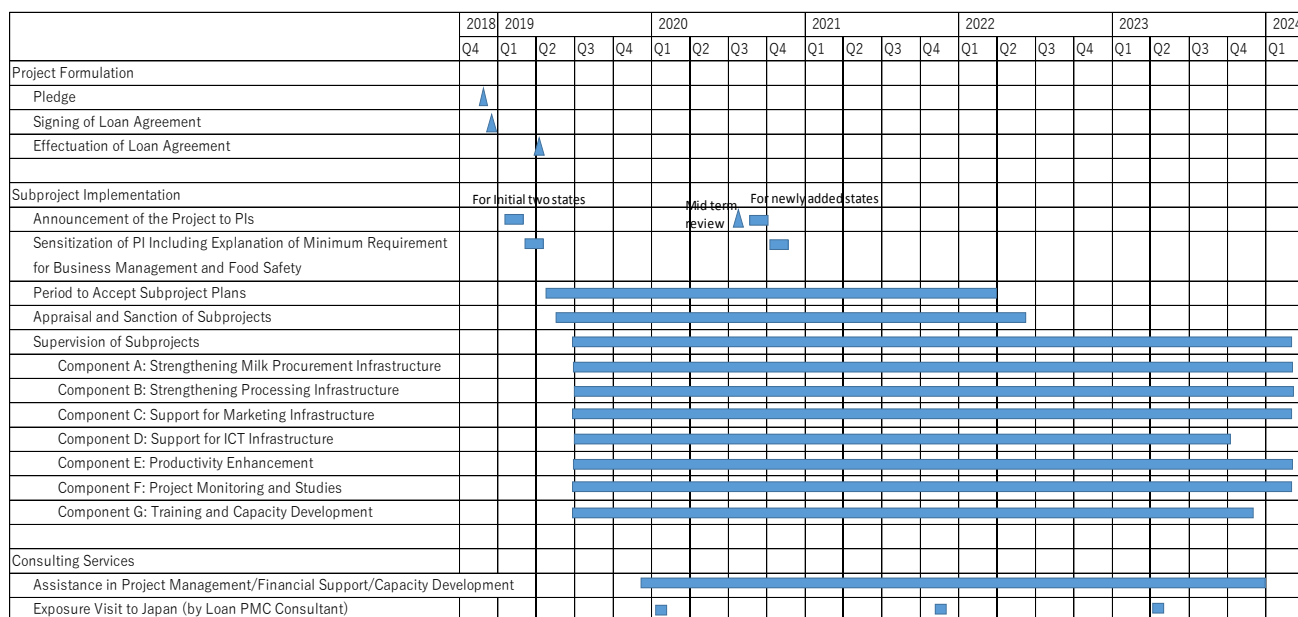 2018 2019 2020 2021 2022 2023 2024
Q4 Q1 Q2 Q3 Q4 Q1 Q2 Q3 Q4 Q1 Q2 Q3 Q4 Q1 Q2 Q3 Q4 Q1 Q2 Q3 Q4 Q1
Project Formulation
Pledge
Signing of Loan Agreement
Effectuation of Loan Agreement
Subproject Implementation
For Initial two states
Mid term
review
For newly added states
Announcement of the Project to PIs
Sensitization of PI Including Explanation of Minimum Requirement
for Business Management and Food Safety
Period to Accept Subproject Plans
Appraisal and Sanction of Subprojects
Supervision of Subprojects
Component A: Strengthening Milk Procurement Infrastructure
Component B: Strengthening Processing Infrastructure
Component C: Support for Marketing Infrastructure
Component D: Support for ICT Infrastructure
Component E: Productivity Enhancement
Component F: Project Monitoring and Studies
Component G: Training and Capacity Development
Consulting Services
Assistance in Project Management/Financial Support/Capacity Development
Exposure Visit to Japan (by Loan PMC Consultant)